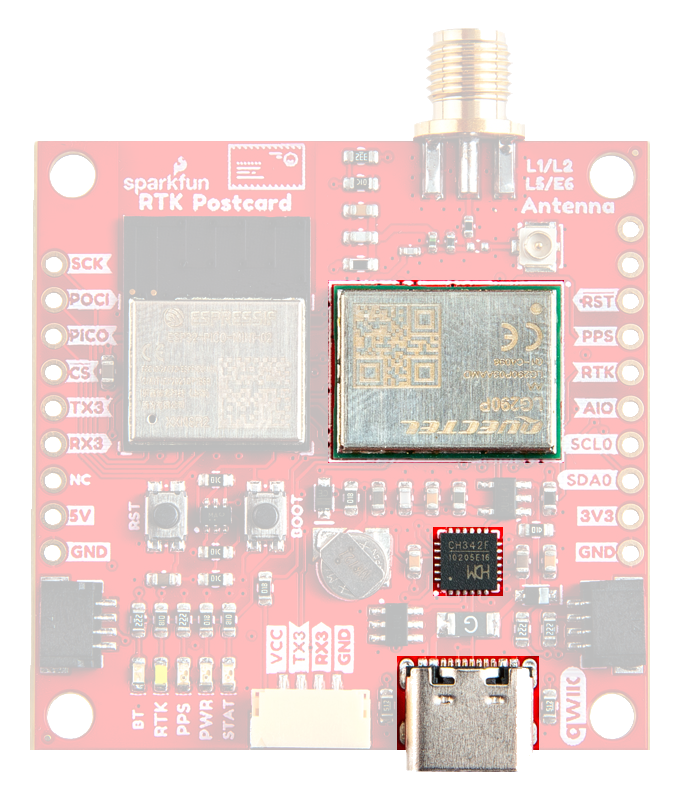 sparkfun
RTK Postcard
L1/L2
L5/E6
Antenna
SCK
POCI
PICO
CS
TX3
RX3
NC
5V
GND
RST
PPS
RTK
AIO
SCL0
SDA0
3V3
GND
LG290P
QUECTEL
RST
BOOT
CH342F
VCC
TX3
RX3
GND
BT
RTK
PPS
PWR
STAT
qwiic